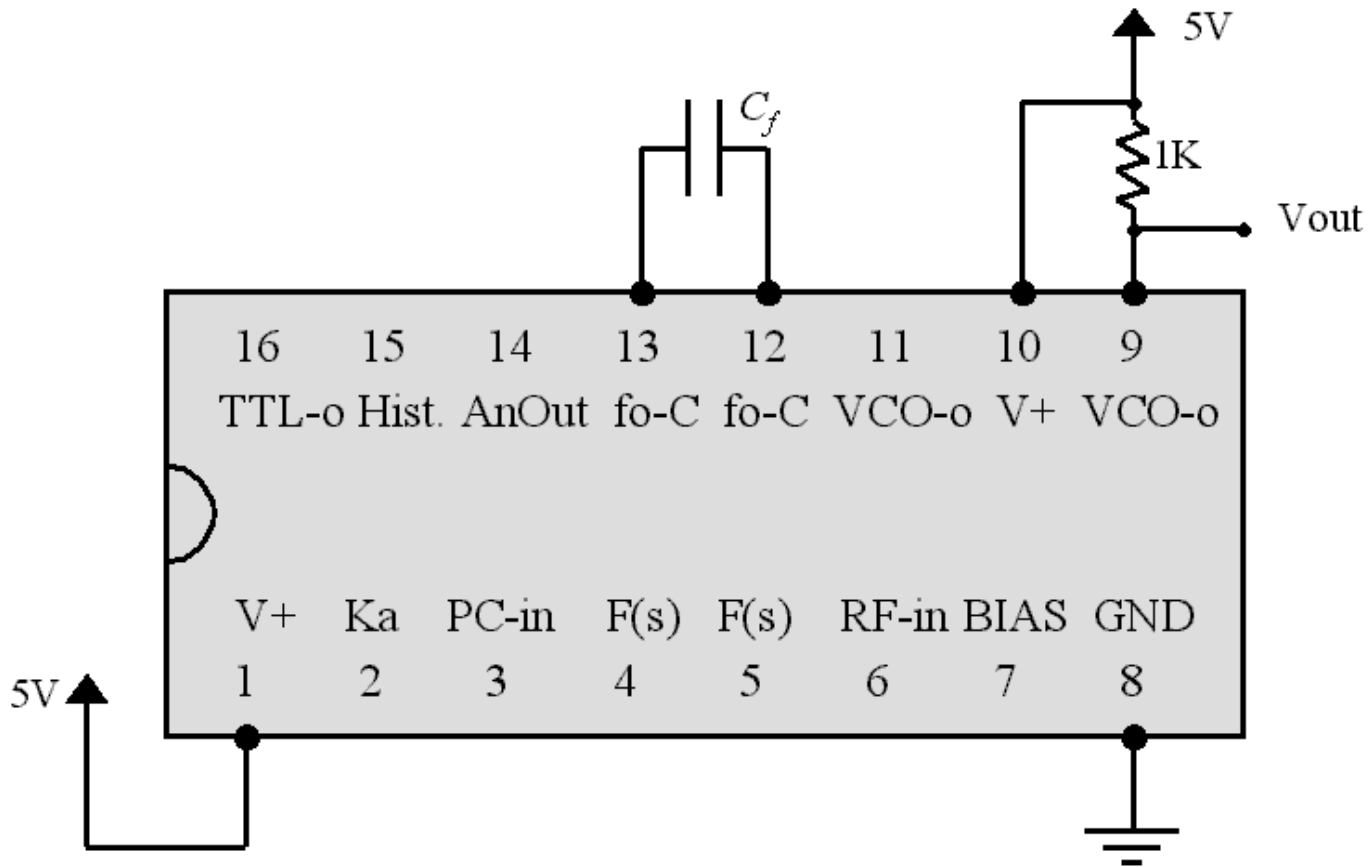 5V
C_f
1K
Vout
16 15 14 13 12 11 10 9
TTL-o Hist. AnOut fo-C fo-C VCO-o V+ VCO-o
V+ Ka PC-in F(s) F(s) RF-in BIAS GND
5V 1 2 3 4 5 6 7 8